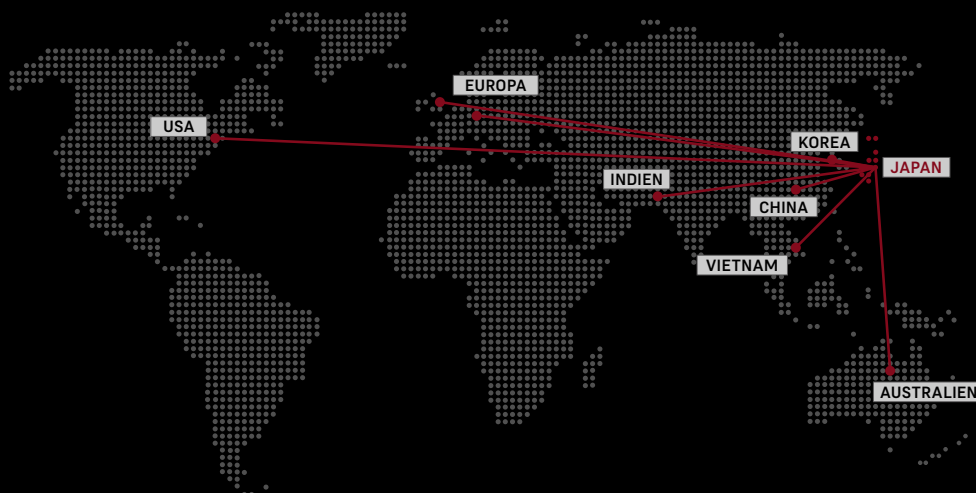 EUROPA
USA
KOREA
JAPAN
INDIEN
CHINA
VIETNAM
AUSTRALIEN